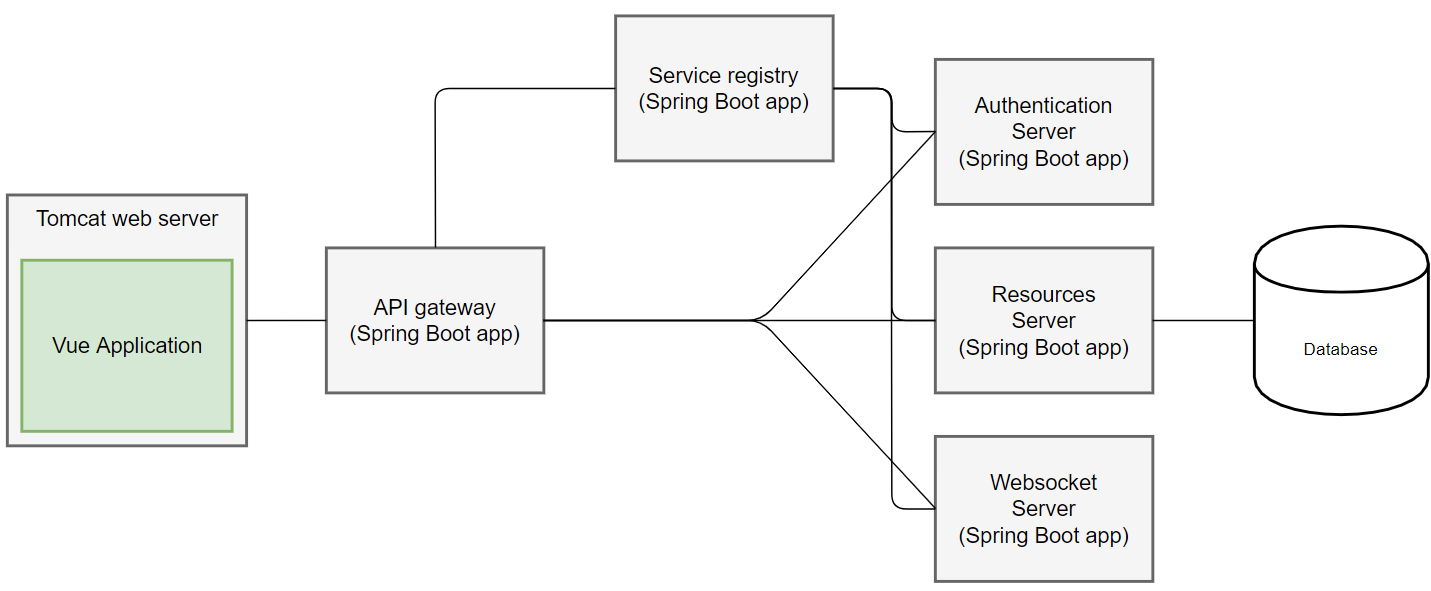 Service registry
(Spring Boot app)
Authentication
Server
(Spring Boot app)
Tomcat web server
Vue Application
API gateway
(Spring Boot app)
Resources
Server
(Spring Boot app)
Database
Websocket
Server
(Spring Boot app)